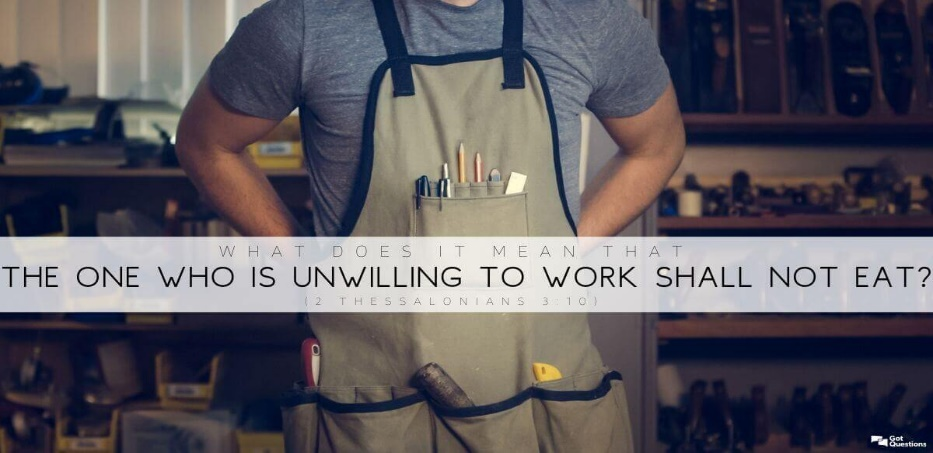 WHAT DOES IT MEAN THAT
THE ONE WHO IS UNWILLING TO WORK SHALL NOT EAT?
(2 THESSALONIANS 3:10)
Got
Questions